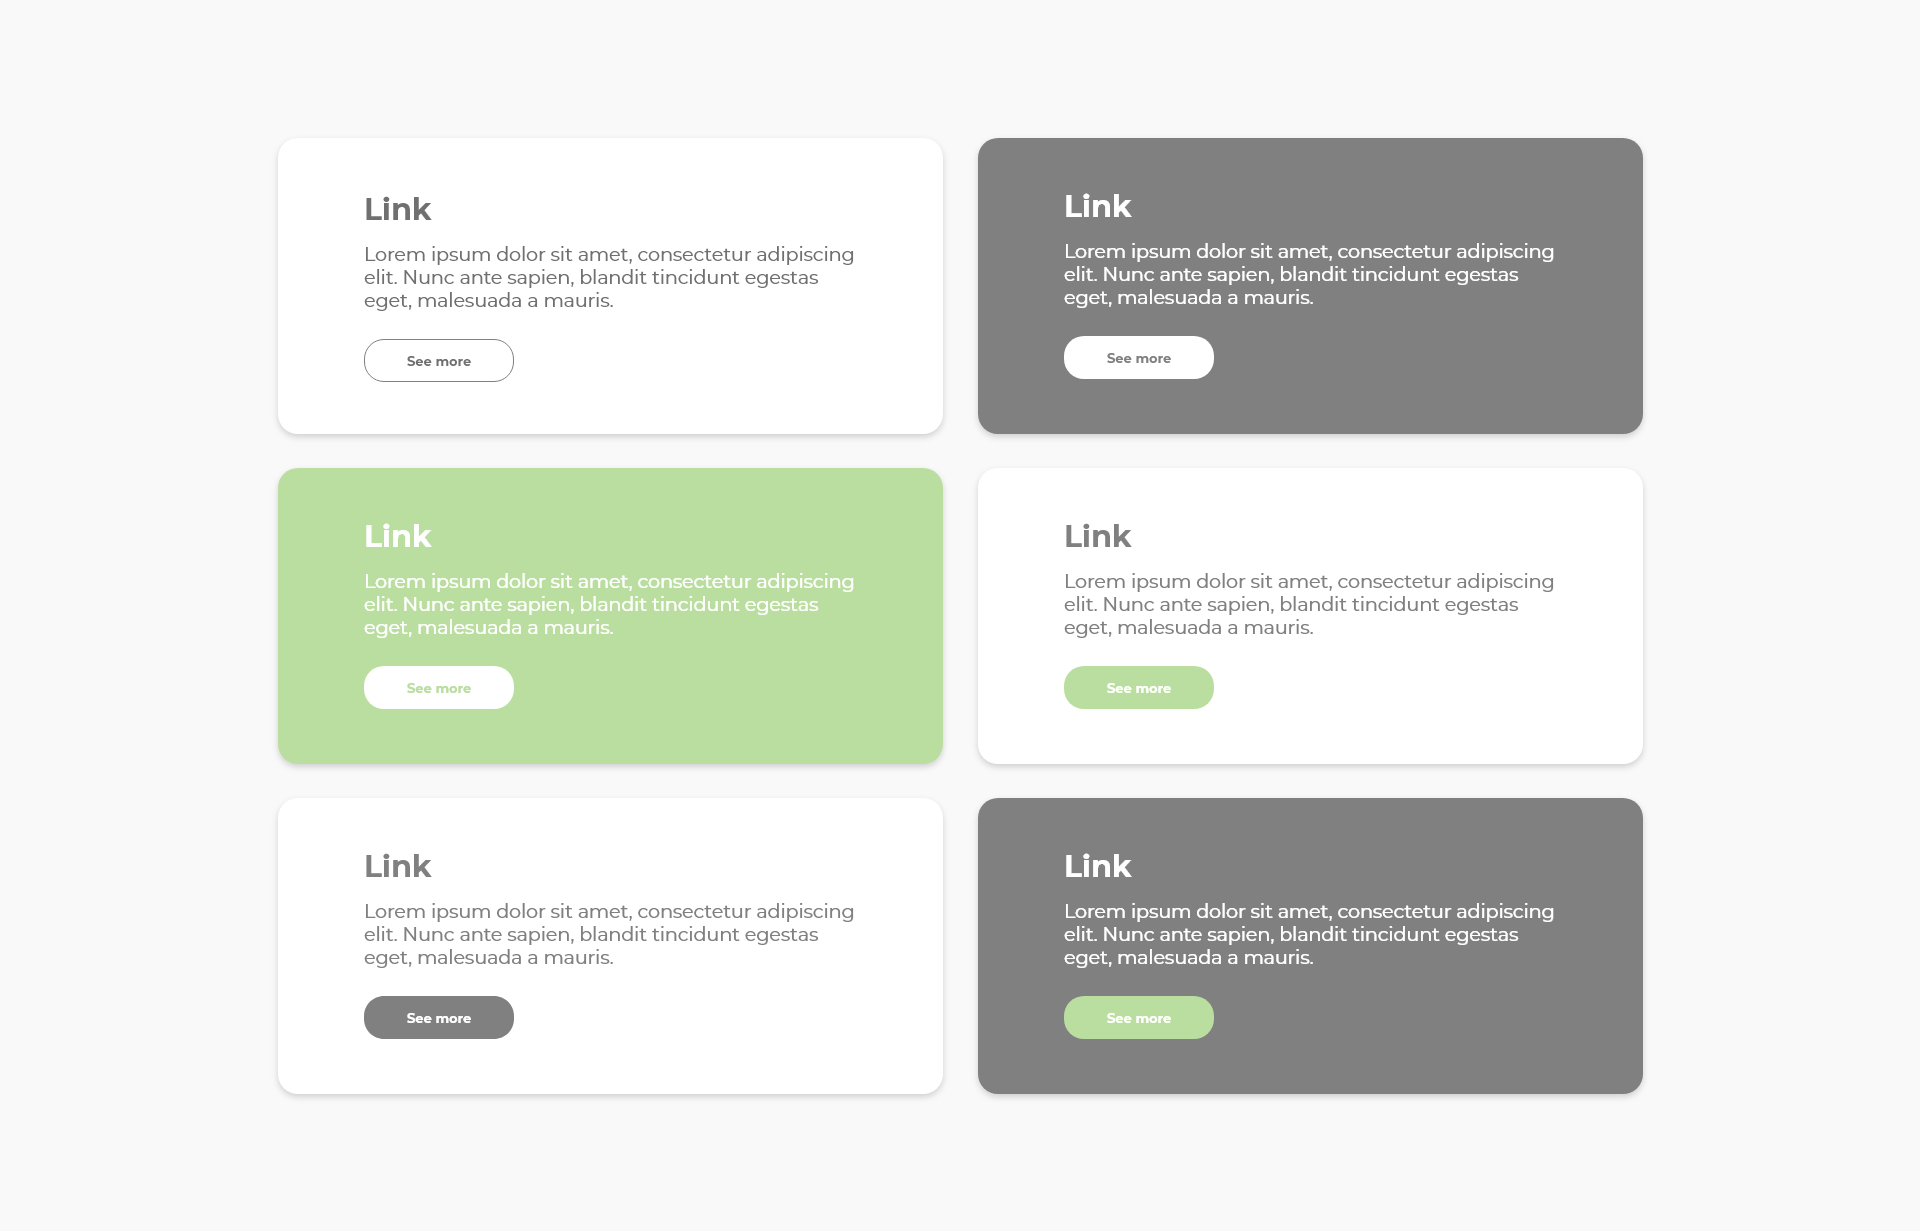 Link
Lorem ipsum dolor sit amet, consectetur adipiscing
elit. Nunc ante sapien, blandit tincidunt egestas
eget, malesuada a mauris.
See more
Link
Lorem ipsum dolor sit amet, consectetur adipiscing
elit. Nunc ante sapien, blandit tincidunt egestas
eget, malesuada a mauris.
See more
Link
Lorem ipsum dolor sit amet, consectetur adipiscing
elit. Nunc ante sapien, blandit tincidunt egestas
eget, malesuada a mauris.
See more
Link
Lorem ipsum dolor sit amet, consectetur adipiscing
elit. Nunc ante sapien, blandit tincidunt egestas
eget, malesuada a mauris.
See more
Link
Lorem ipsum dolor sit amet, consectetur adipiscing
elit. Nunc ante sapien, blandit tincidunt egestas
eget, malesuada a mauris.
See more
Link
Lorem ipsum dolor sit amet, consectetur adipiscing
elit. Nunc ante sapien, blandit tincidunt egestas
eget, malesuada a mauris.
See more